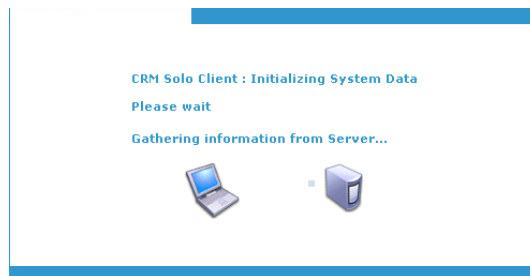 CRM Solo Client : Initializing System Data
Please wait
Gathering information from Server...